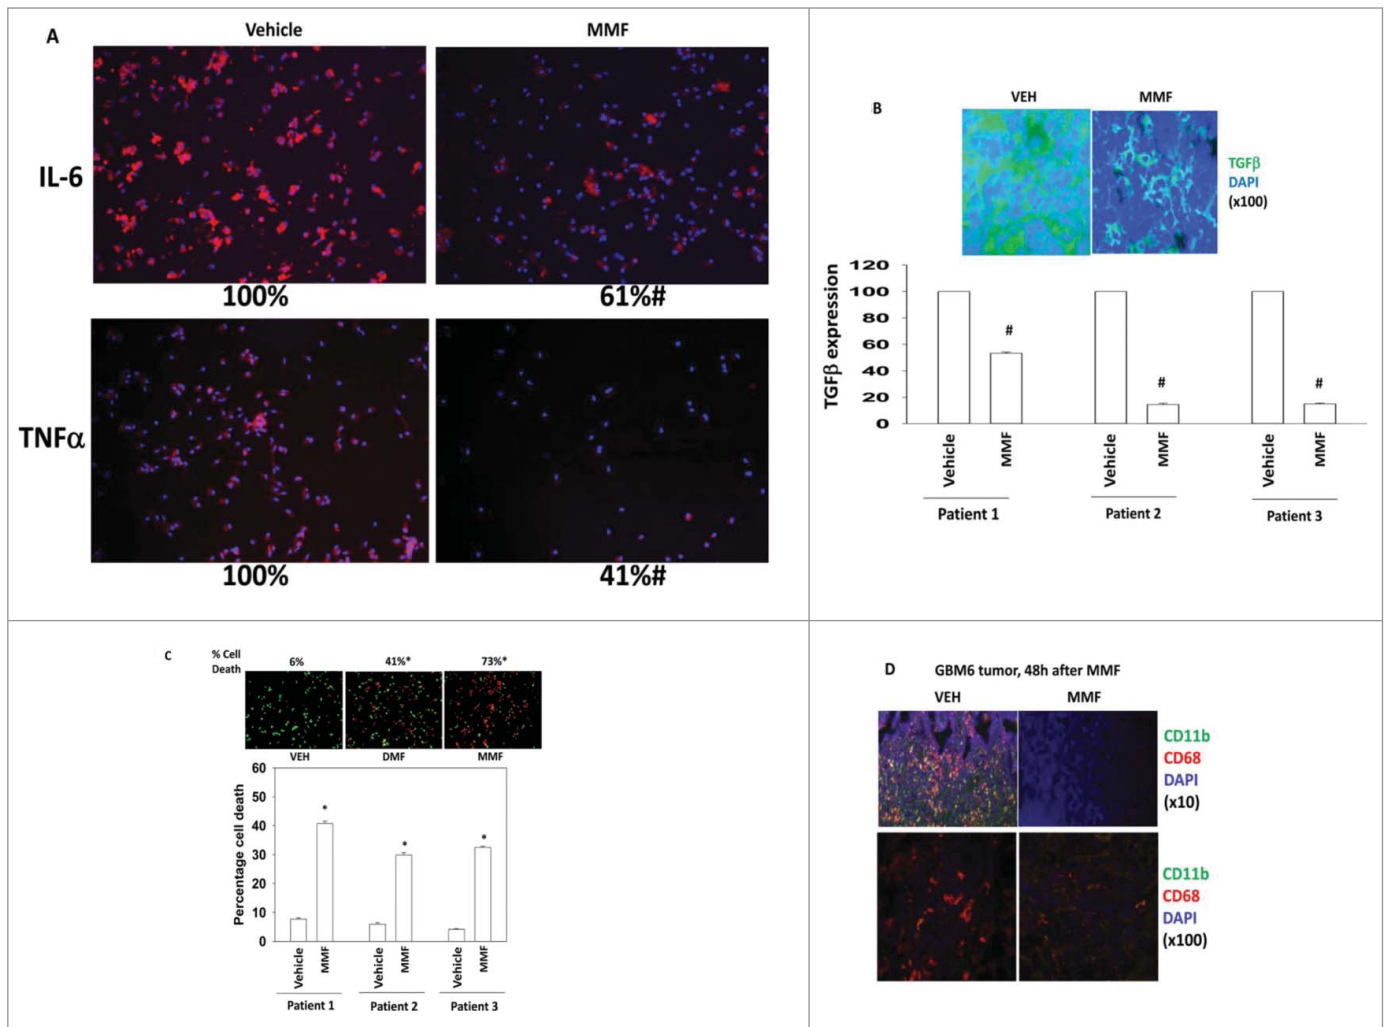 A
Vehicle
MMF
IL-6
100%
61%#
TNFα
100%
41%#
B
VEH
MMF
TGFβ
DAPI
(x100)
TGFβ expression
120
100
80
60
40
20
0
#
#
#
Vehicle
MMF
Vehicle
MMF
Vehicle
MMF
Patient 1
Patient 2
Patient 3
C
% Cell
Death
6%
41%*
73%*
VEH
DMF
MMF
Percentage cell death
60
50
40
30
20
10
0
*
*
*
Vehicle
MMF
Vehicle
MMF
Vehicle
MMF
Patient 1
Patient 2
Patient 3
D
GBM6 tumor, 48h after MMF
VEH
MMF
CD11b
CD68
DAPI
(x10)
CD11b
CD68
DAPI
(x100)